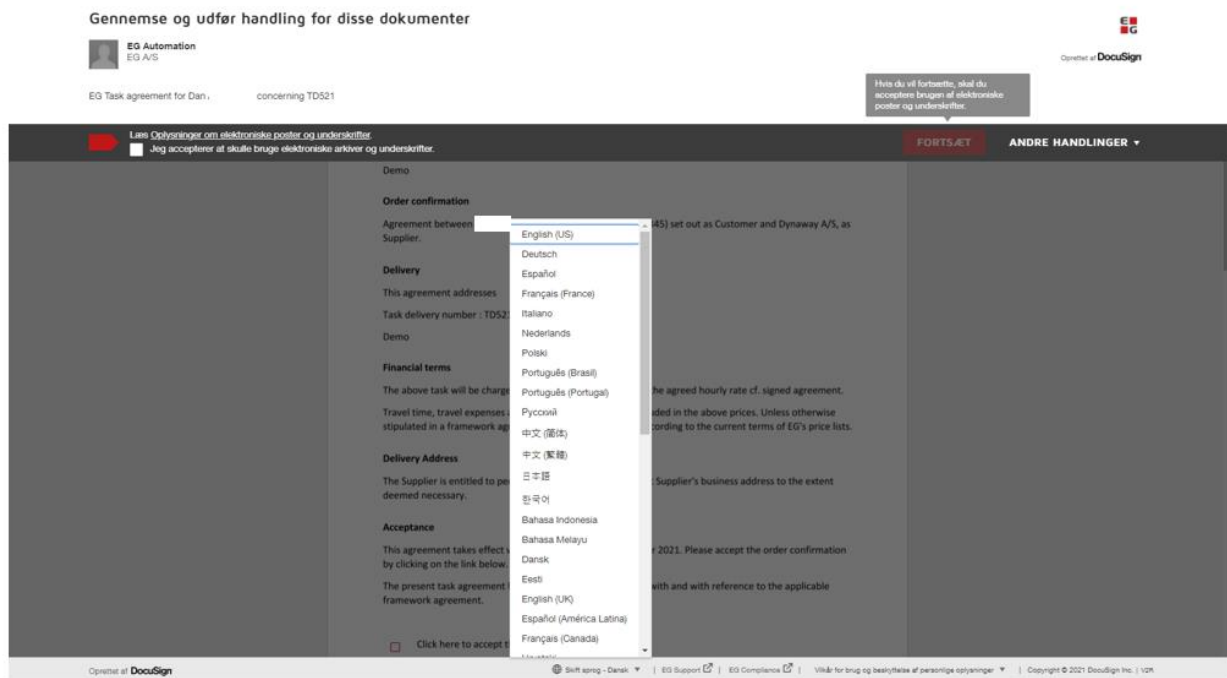 Gennemse og udfør handling for disse dokumenter
EG
EG Automation
EG A/S
Oprettet af DocuSign
EG Task agreement for Dan
concerning TD521
Hvis du vil fortsætte, skal du
acceptere brugen af elektroniske
poster og underskrifter.
Læs Oplysninger om elektroniske poster og underskrifter.
Jeg accepterer at skulle bruge elektroniske arkiver og underskrifter.
FORTSÆT
ANDRE HANDLINGER
Demo
Order confirmation
Agreement between
45) set out as Customer and Dynaway A/S, as
Supplier.
Delivery
This agreement addresses
Task delivery number : TD52
Demo
Financial terms
The above task will be charge
he agreed hourly rate cf. signed agreement.
Travel time, travel expenses
ded in the above prices. Unless otherwise
stipulated in a framework ag
cording to the current terms of EG's price lists.
Delivery Address
The Supplier is entitled to pe
Supplier's business address to the extent
deemed necessary.
Acceptance
This agreement takes effect
2021. Please accept the order confirmation
by clicking on the link below.
The present task agreement
with and with reference to the applicable
framework agreement.
Click here to accept t
English (US)
Deutsch
Español
Français (France)
Italiano
Nederlands
Polski
Português (Brasil)
Português (Portugal)
Русский
中文 (简体)
中文 (繁體)
日本語
한국어
Bahasa Indonesia
Bahasa Melayu
Dansk
Eesti
English (UK)
Español (América Latina)
Français (Canada)
Oprettet af DocuSign
Skift sprog - Dansk | EG Support | EG Compliance | Vilkår for brug og beskyttelse af personlige oplysninger | Copyright © 2021 DocuSign Inc. | V2R